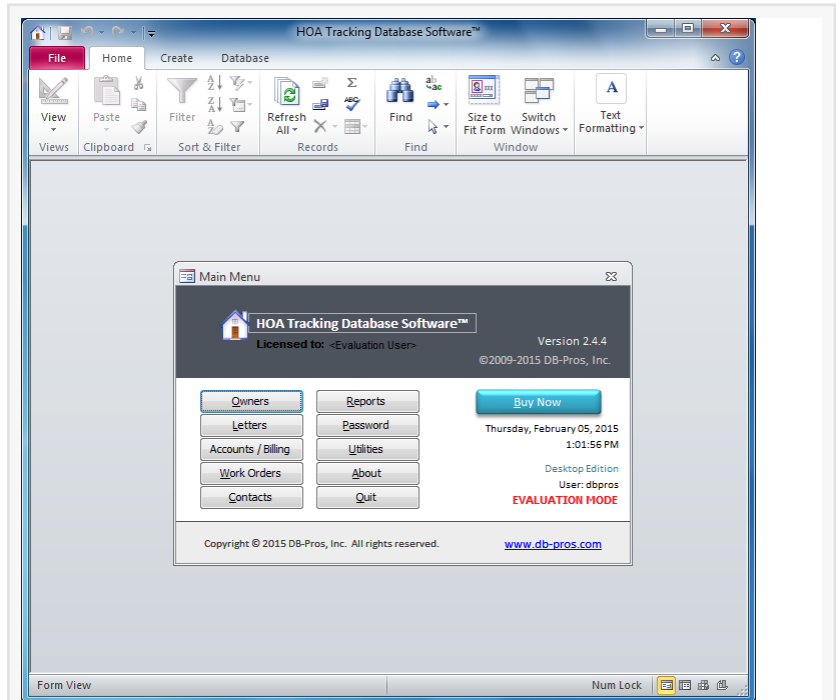 HOA Tracking Database Software™
File Home Create Database
View Paste Filter Refresh All Find Size to Fit Form Switch Windows Text Formatting
Views Clipboard Sort & Filter Records Find Window
Main Menu
HOA Tracking Database Software™
Licensed to: <Evaluation User>
Version 2.4.4
©2009-2015 DB-Pros, Inc.
Owners Reports Buy Now
Letters Password Thursday, February 05, 2015
Accounts / Billing Utilities 1:01:56 PM
Work Orders About Desktop Edition
User: dbpros
Contacts Quit EVALUATION MODE
Copyright © 2015 DB-Pros, Inc. All rights reserved. www.db-pros.com
Form View Num Lock